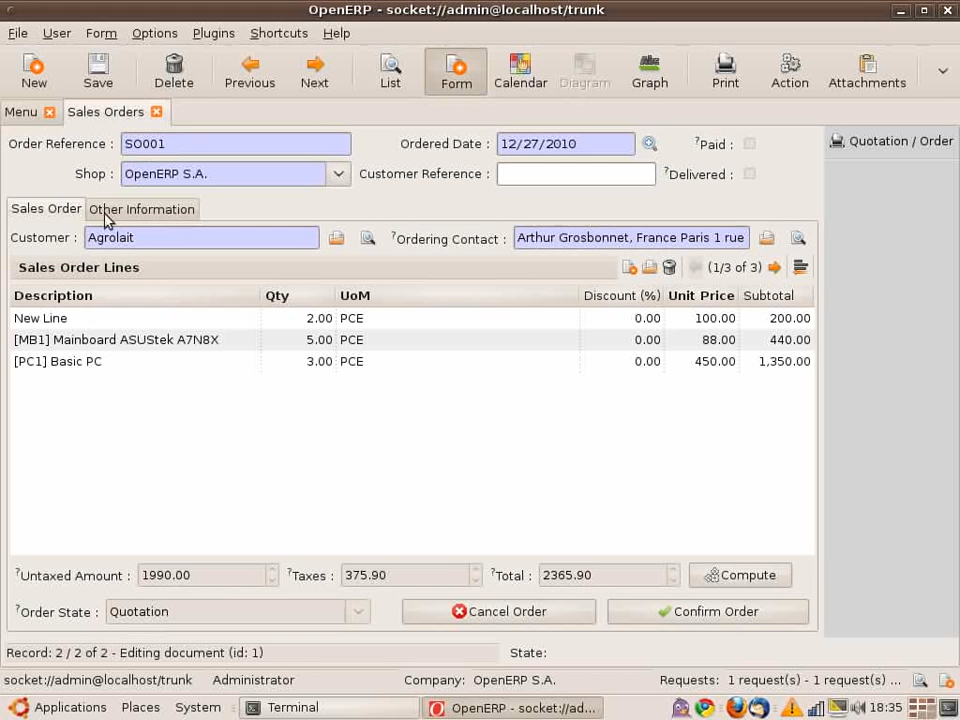 OpenERP - socket://admin@localhost/trunk
File User Form Options Plugins Shortcuts Help
New Save Delete Previous Next List Form Calendar Diagram Graph Print Action Attachments
Menu Sales Orders
Order Reference : SO001 Ordered Date : 12/27/2010 ?Paid : Quotation / Order
Shop : OpenERP S.A. Customer Reference : ?Delivered :
Sales Order Other Information
Customer : Agrolait ?Ordering Contact : Arthur Grosbonnet, France Paris 1 rue
Sales Order Lines (1/3 of 3)
Description Qty UoM Discount (%) Unit Price Subtotal
New Line 2.00 PCE 0.00 100.00 200.00
[MB1] Mainboard ASUStek A7N8X 5.00 PCE 0.00 88.00 440.00
[PC1] Basic PC 3.00 PCE 0.00 450.00 1,350.00
?Untaxed Amount : 1990.00 ?Taxes : 375.90 ?Total : 2365.90 Compute
?Order State : Quotation Cancel Order Confirm Order
Record: 2 / 2 of 2 - Editing document (id: 1) State:
socket://admin@localhost/trunk Administrator Company: OpenERP S.A. Requests: 1 request(s) - 1 request(s) ...
Applications Places System Terminal OpenERP - socket://ad... 18:35